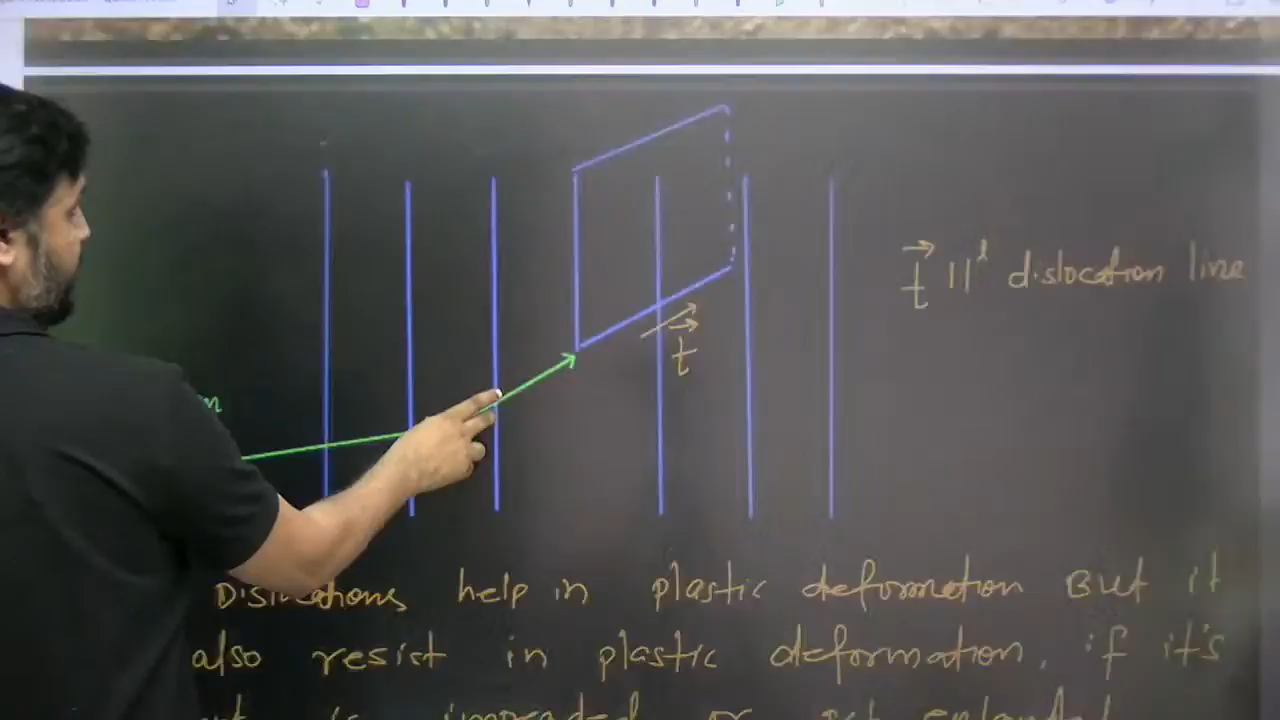 t⃗ ||ˡ dislocation line
t⃗
Dislocations help in plastic deformation But it
also resist in plastic deformation, if it's